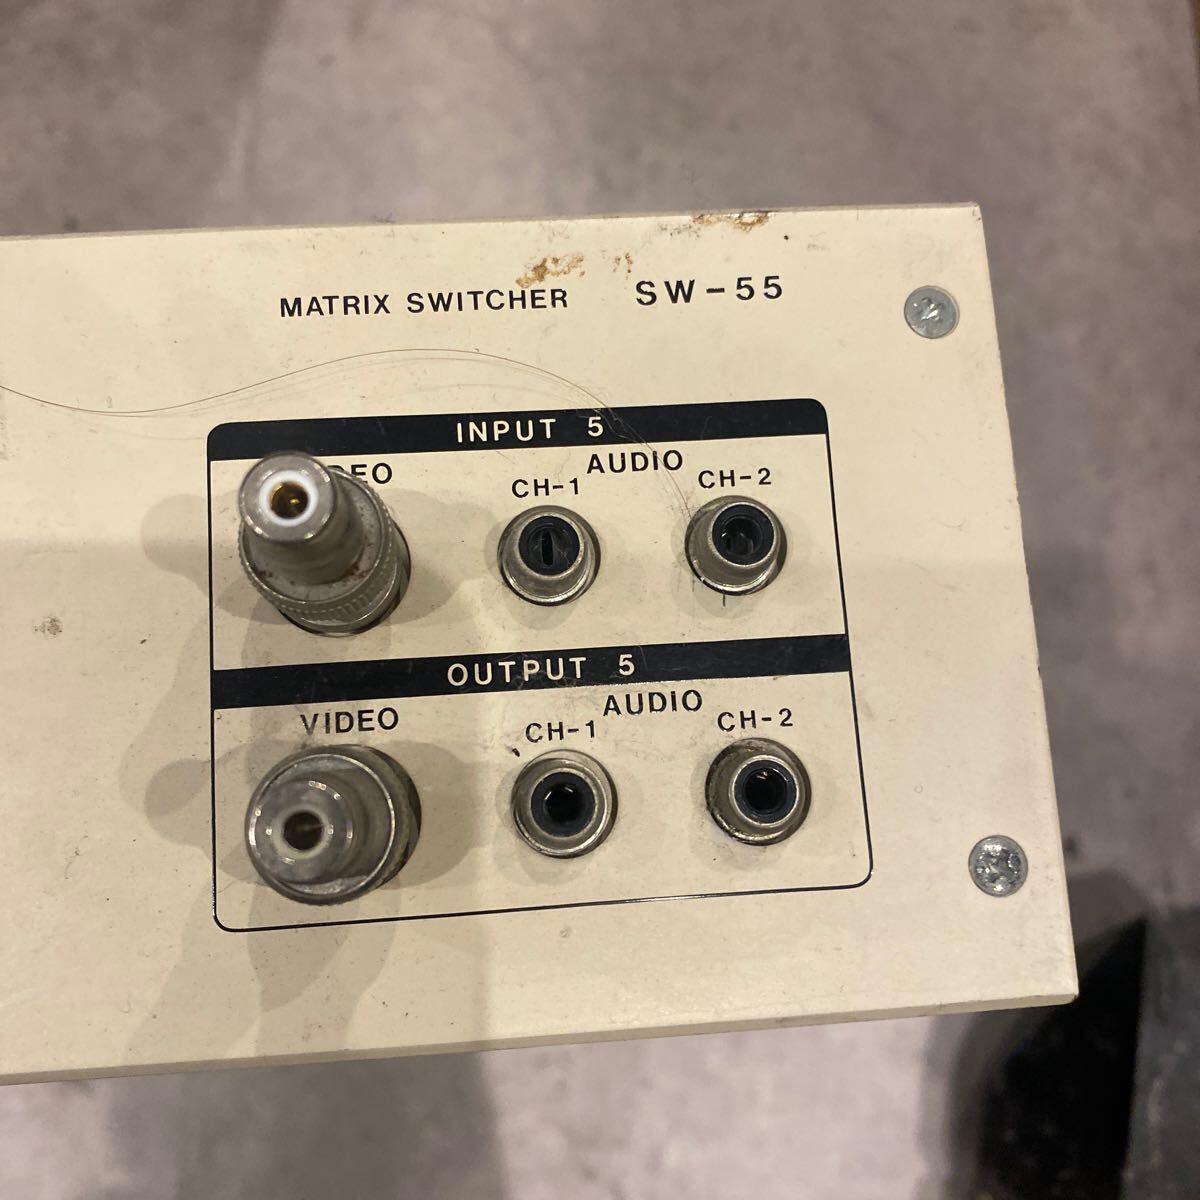 MATRIX SWITCHER SW-55
INPUT 5
AUDIO
CH-1 CH-2
OUTPUT 5
VIDEO AUDIO
CH-1 CH-2